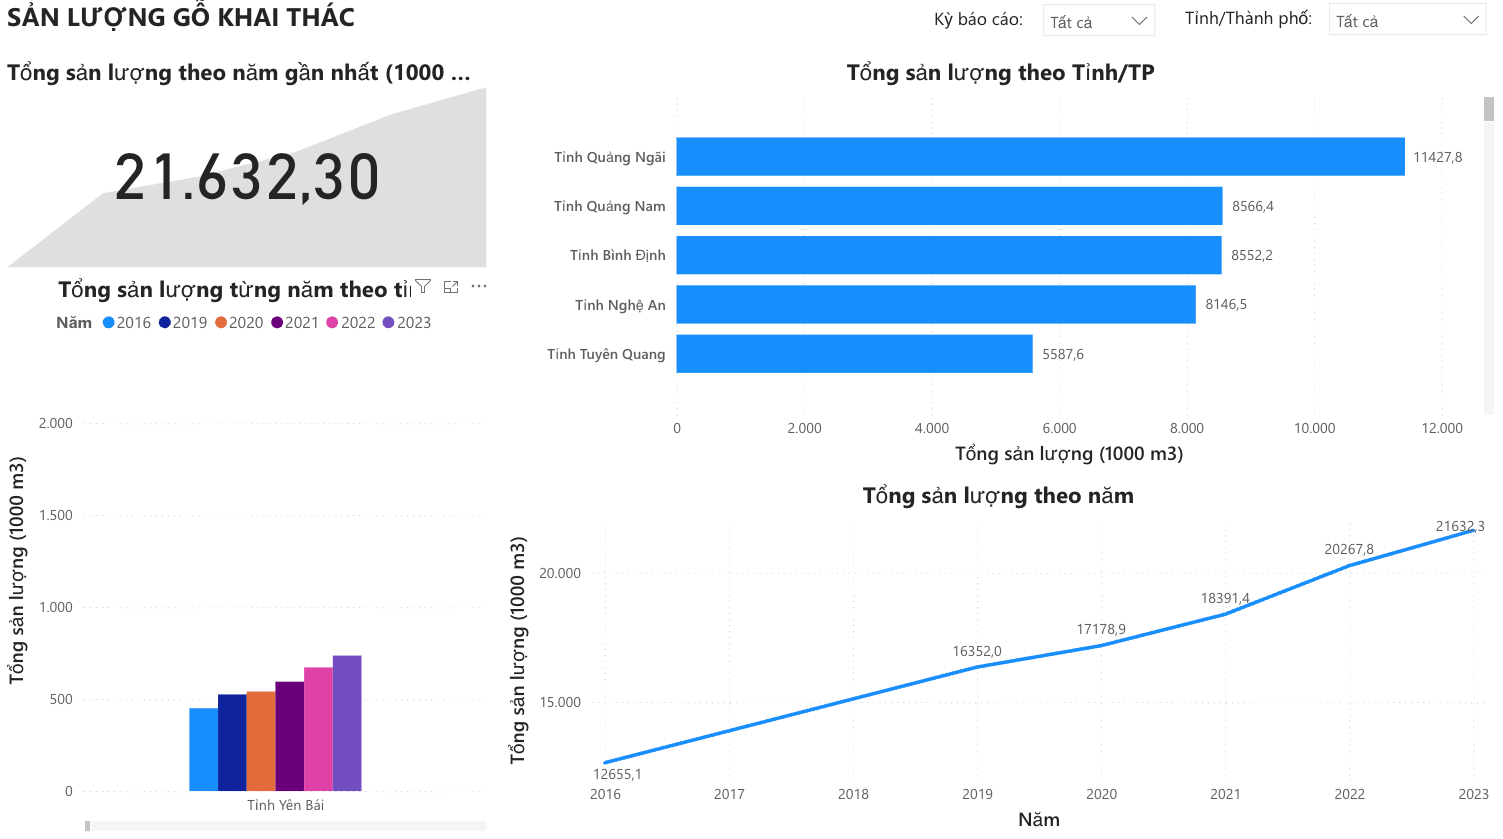 SẢN LƯỢNG GỖ KHAI THÁC
Kỳ báo cáo:
Tất cả
Tỉnh/Thành phố:
Tất cả
Tổng sản lượng theo năm gần nhất (1000 ...
21.632,30
Tổng sản lượng theo Tỉnh/TP
Tỉnh Quảng Ngãi
11427,8
Tỉnh Quảng Nam
8566,4
Tỉnh Bình Định
8552,2
Tỉnh Nghệ An
8146,5
Tỉnh Tuyên Quang
5587,6
0 2.000 4.000 6.000 8.000 10.000 12.000
Tổng sản lượng (1000 m3)
Tổng sản lượng từng năm theo tỉ
Năm 2016 2019 2020 2021 2022 2023
Tổng sản lượng (1000 m3)
2.000
1.500
1.000
500
0
Tỉnh Yên Bái
Tổng sản lượng theo năm
Tổng sản lượng (1000 m3)
20.000
15.000
12655,1
16352,0
17178,9
18391,4
20267,8
21632,3
2016 2017 2018 2019 2020 2021 2022 2023
Năm